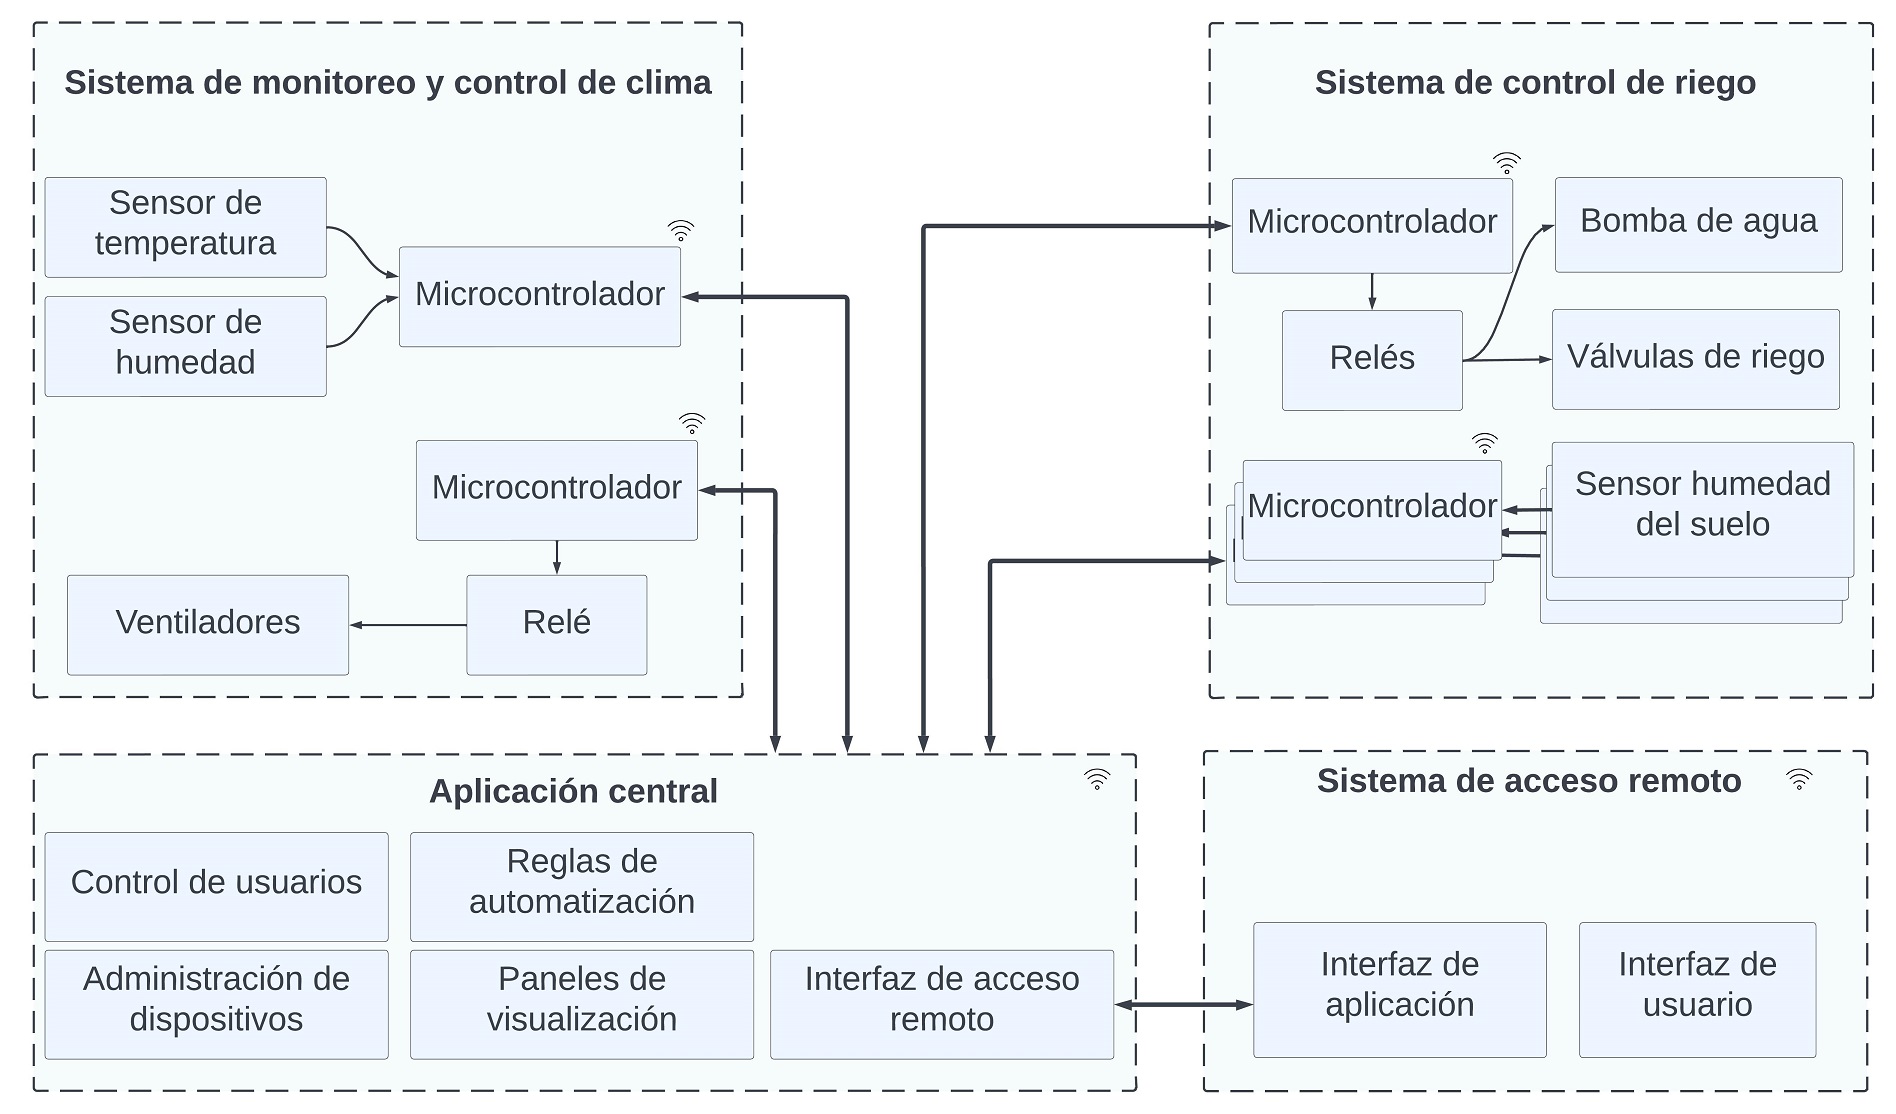 Sistema de monitoreo y control de clima
Sensor de
temperatura
Sensor de
humedad
Microcontrolador
Microcontrolador
Ventiladores
Relé
Sistema de control de riego
Microcontrolador
Bomba de agua
Relés
Válvulas de riego
Microcontrolador
Sensor humedad
del suelo
Aplicación central
Control de usuarios
Reglas de
automatización
Administración de
dispositivos
Paneles de
visualización
Interfaz de acceso
remoto
Sistema de acceso remoto
Interfaz de
aplicación
Interfaz de
usuario